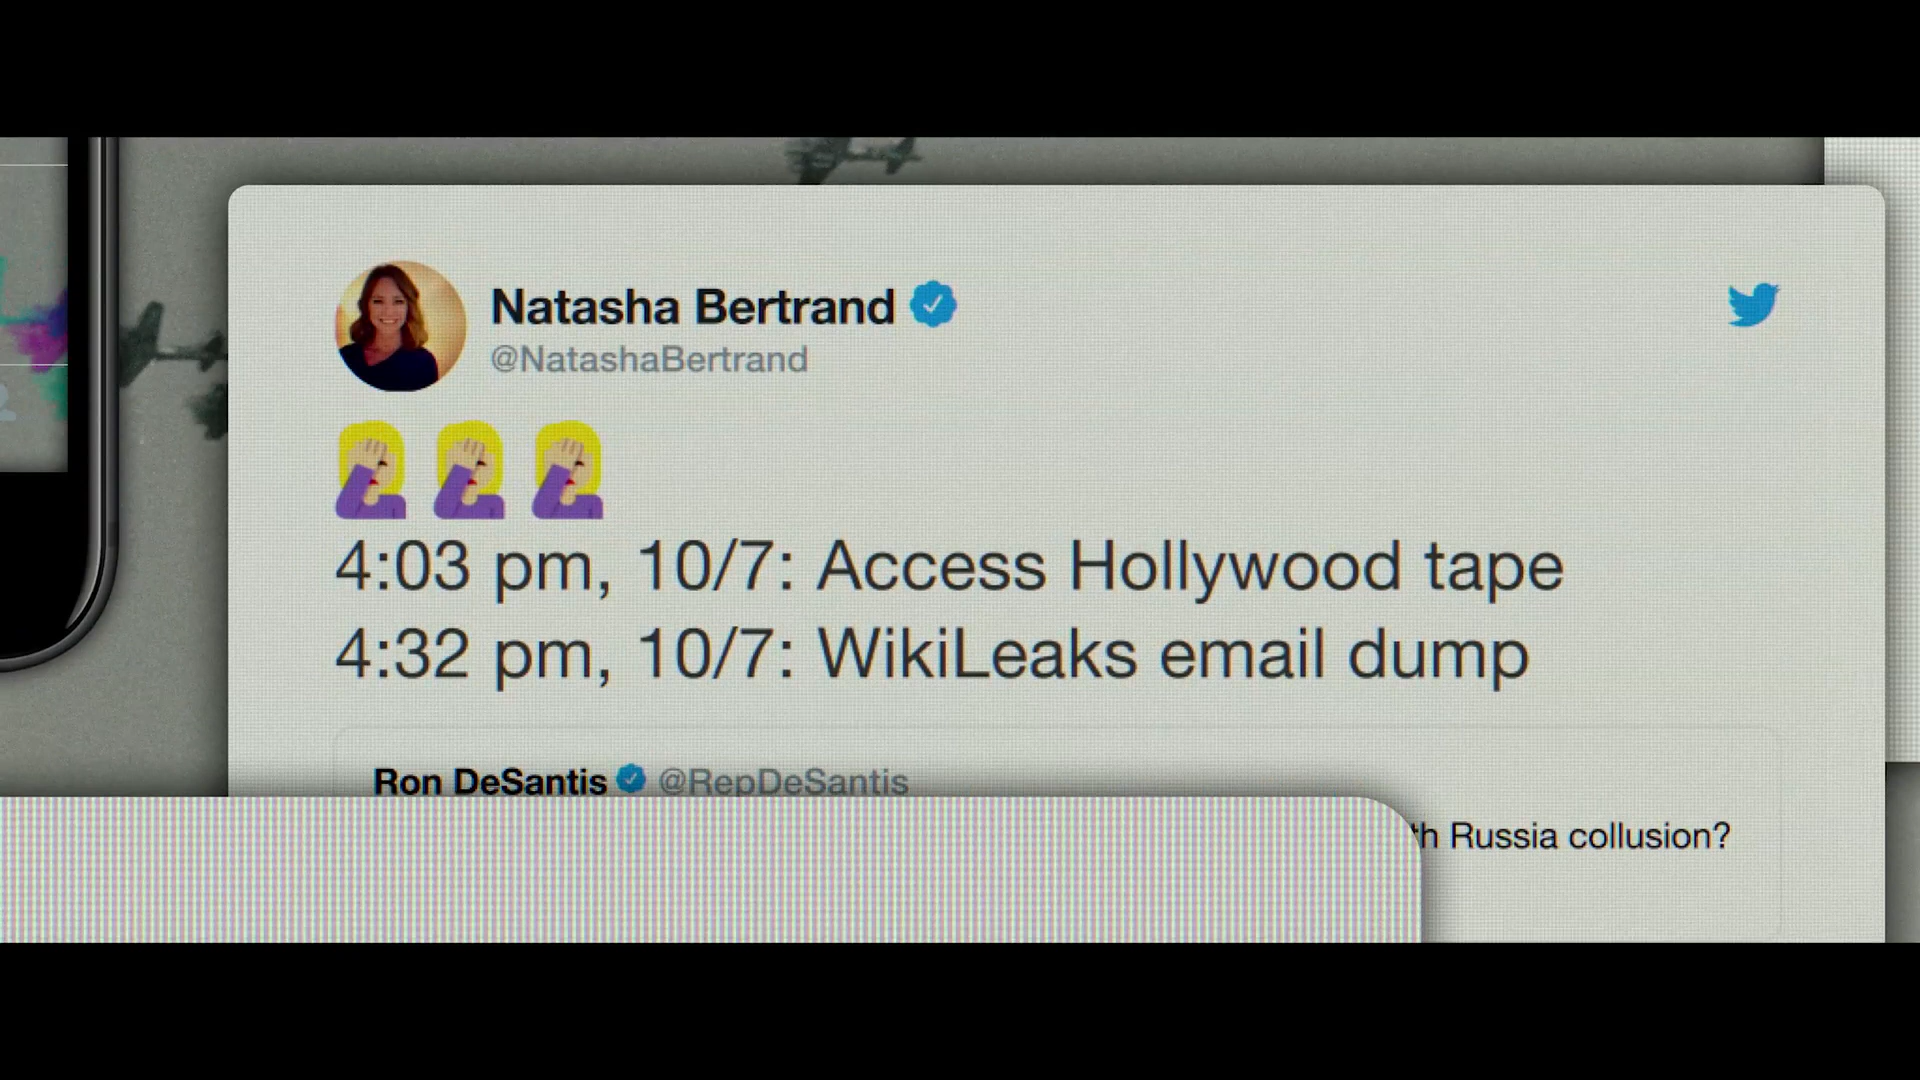 Natasha Bertrand
@NatashaBertrand
🤦🏼‍♀️🤦🏼‍♀️🤦🏼‍♀️
4:03 pm, 10/7: Access Hollywood tape
4:32 pm, 10/7: WikiLeaks email dump
Ron DeSantis @RepDeSantis
Russia collusion?